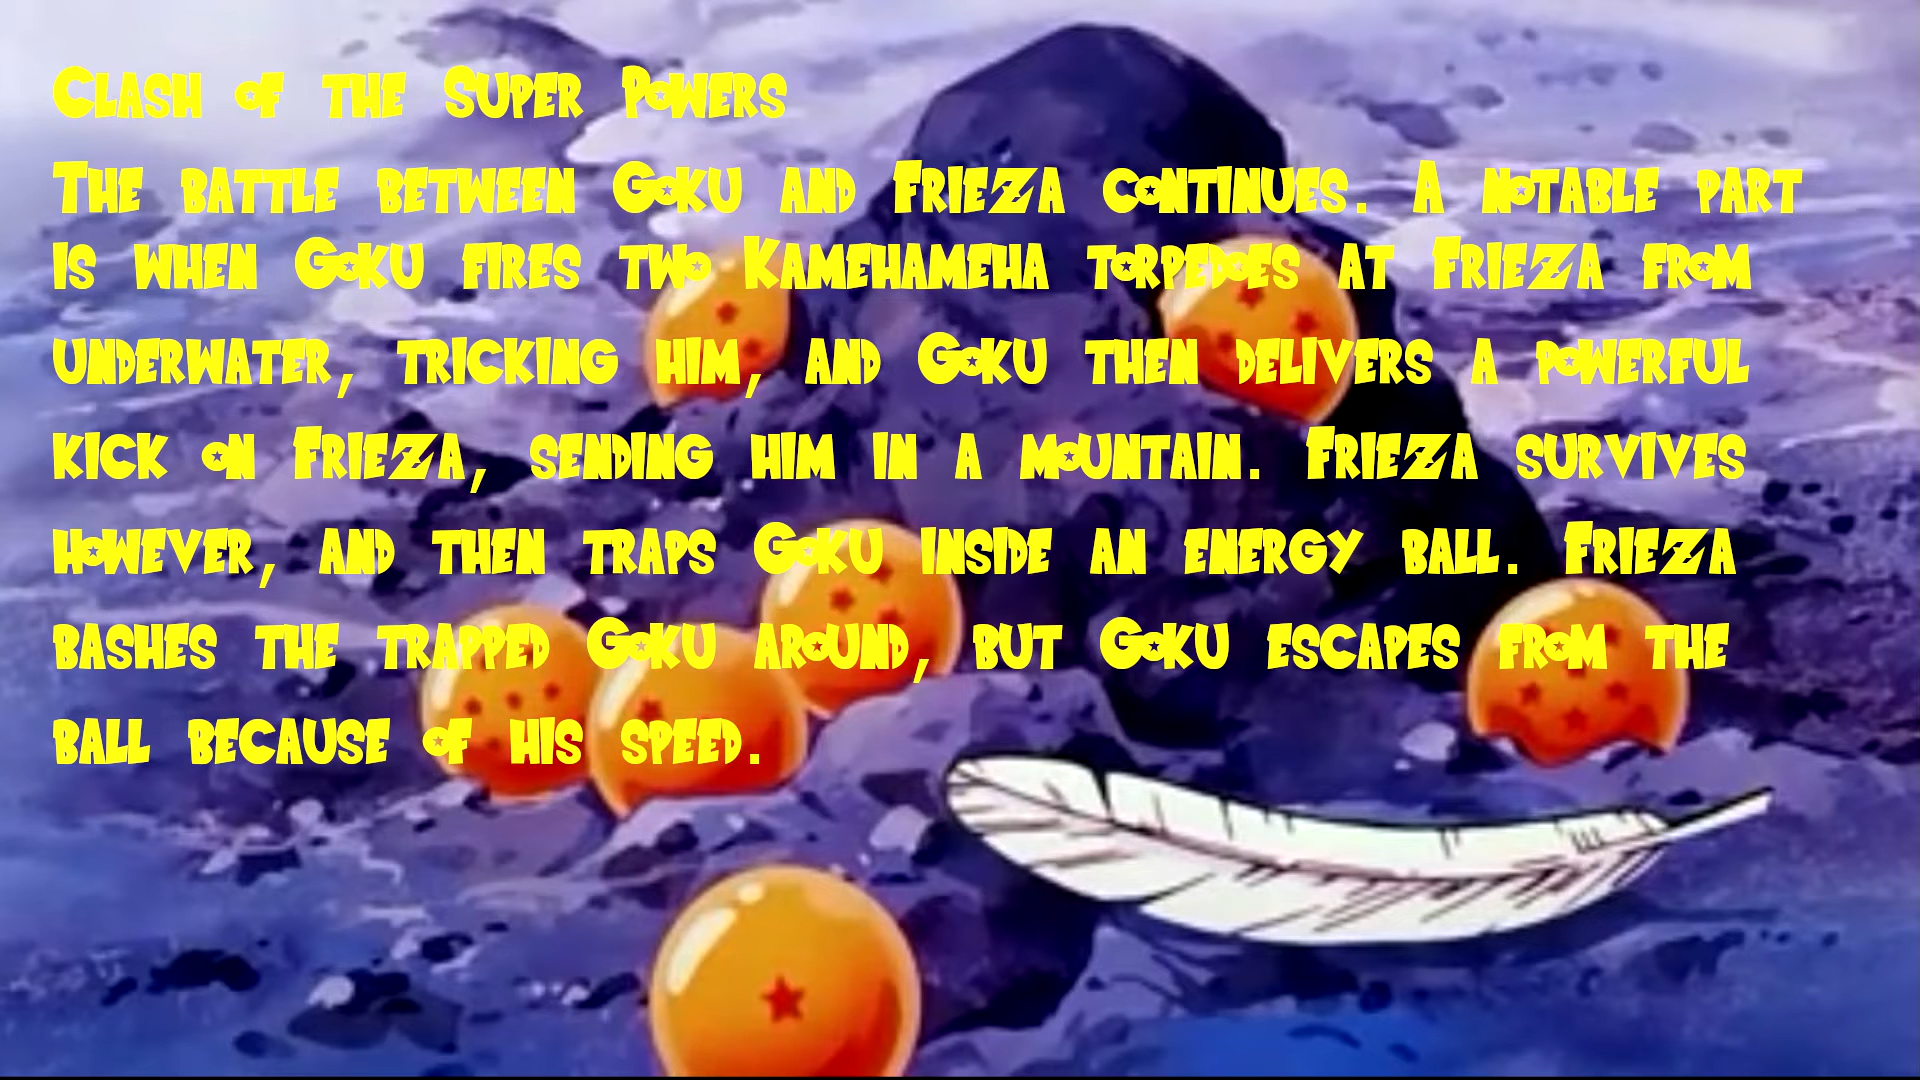 Clash of the Super Powers
The battle between Goku and Frieza continues. A notable part
is when Goku fires two Kamehameha torpedoes at Frieza from
underwater, tricking him, and Goku then delivers a powerful
kick on Frieza, sending him in a mountain. Frieza survives
however, and then traps Goku inside an energy ball. Frieza
bashes the trapped Goku around, but Goku escapes from the
ball because of his speed.